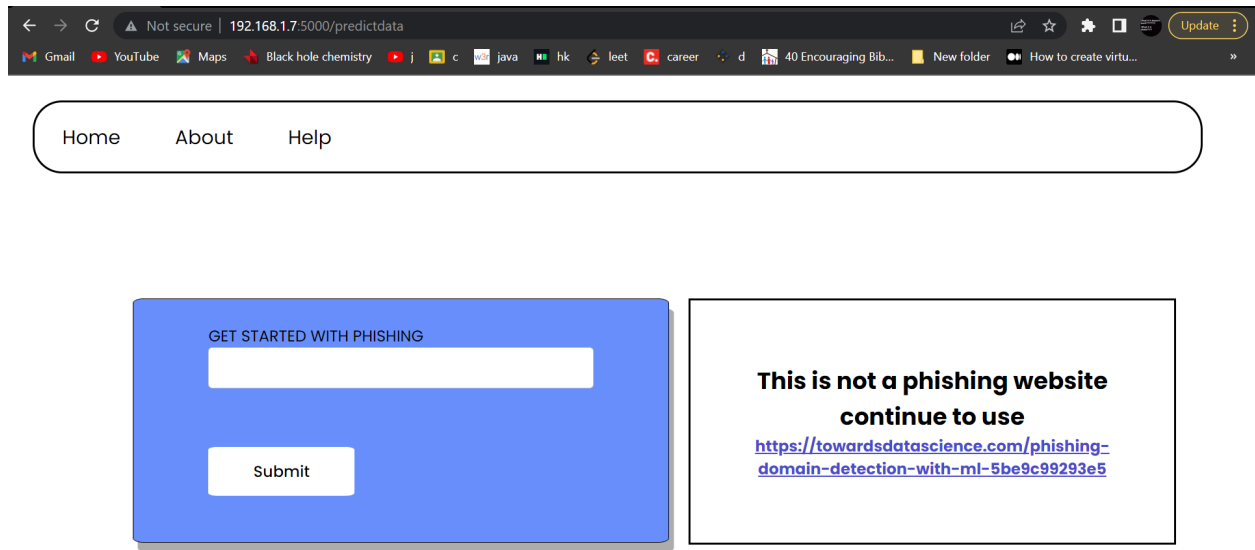 Not secure | 192.168.1.7:5000/predictdata
Update
Gmail YouTube Maps Black hole chemistry j c w3r java hk leet C. career d 40 Encouraging Bib... New folder How to create virtu... »
Home About Help
GET STARTED WITH PHISHING
Submit
This is not a phishing website
continue to use
https://towardsdatascience.com/phishing-
domain-detection-with-ml-5be9c99293e5